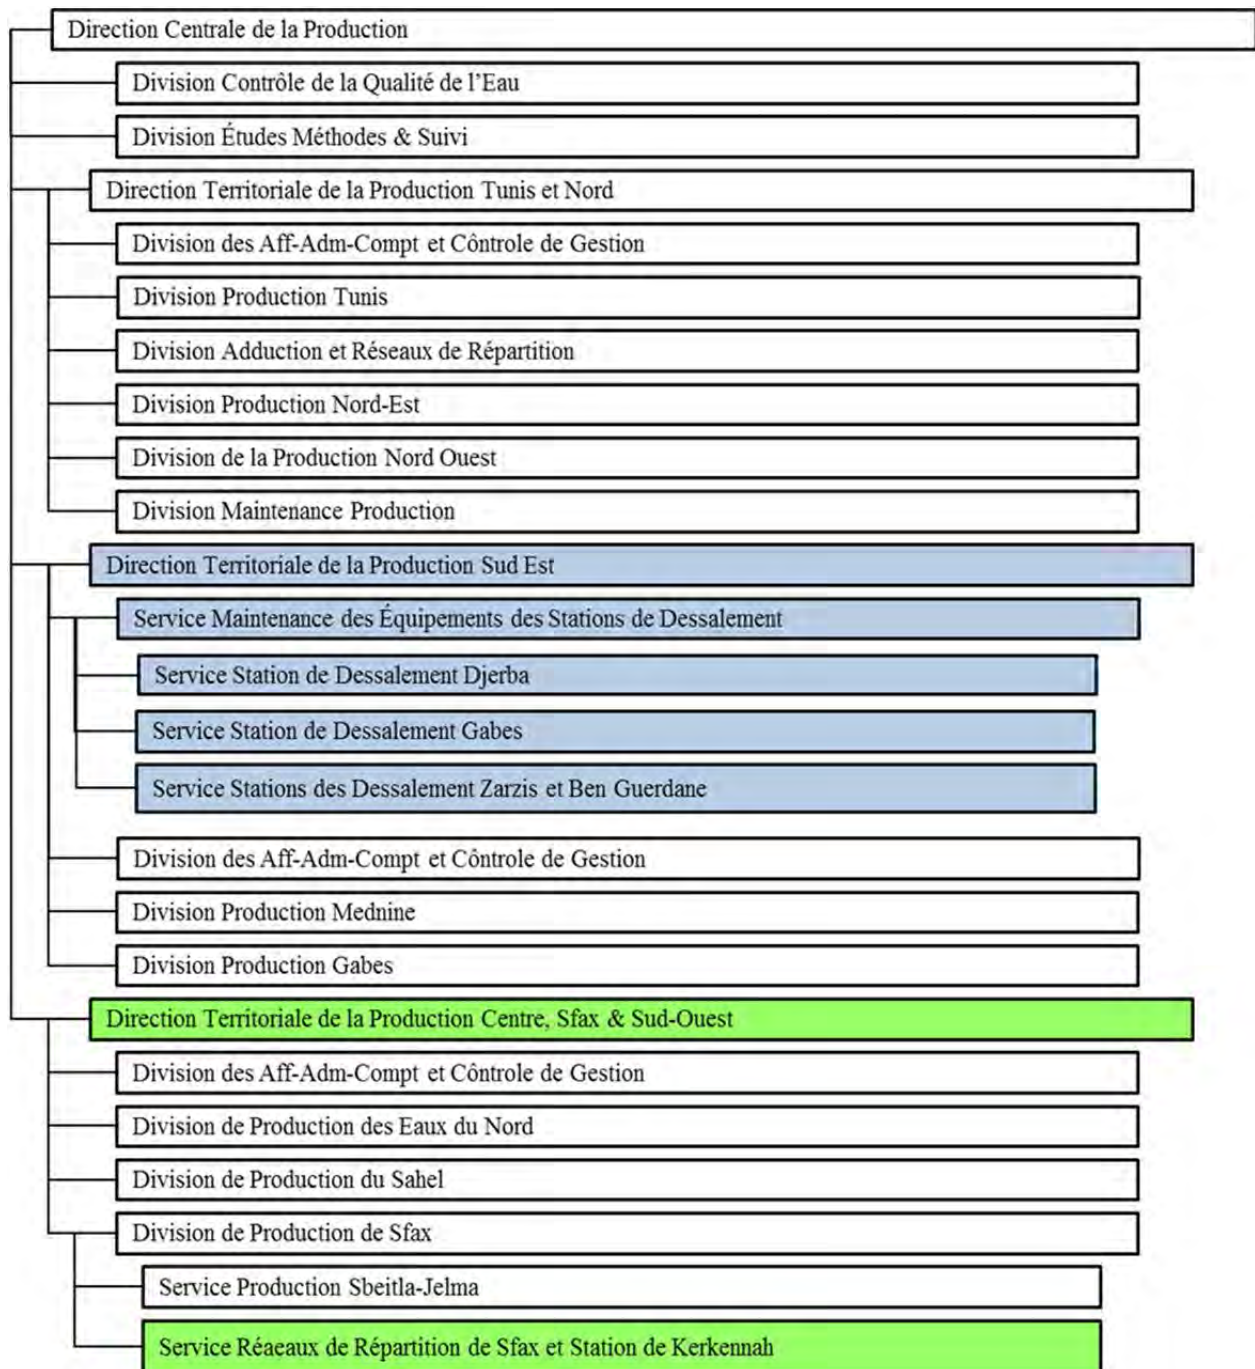 Direction Centrale de la Production
Division Contrôle de la Qualité de l'Eau
Division Études Méthodes & Suivi
Direction Territoriale de la Production Tunis et Nord
Division des Aff-Adm-Compt et Côntrole de Gestion
Division Production Tunis
Division Adduction et Réseaux de Répartition
Division Production Nord-Est
Division de la Production Nord Ouest
Division Maintenance Production
Direction Territoriale de la Production Sud Est
Service Maintenance des Équipements des Stations de Dessalement
Service Station de Dessalement Djerba
Service Station de Dessalement Gabes
Service Stations des Dessalement Zarzis et Ben Guerdane
Division des Aff-Adm-Compt et Côntrole de Gestion
Division Production Mednine
Division Production Gabes
Direction Territoriale de la Production Centre, Sfax & Sud-Ouest
Division des Aff-Adm-Compt et Côntrole de Gestion
Division de Production des Eaux du Nord
Division de Production du Sahel
Division de Production de Sfax
Service Production Sbeitla-Jelma
Service Réaeaux de Répartition de Sfax et Station de Kerkennah